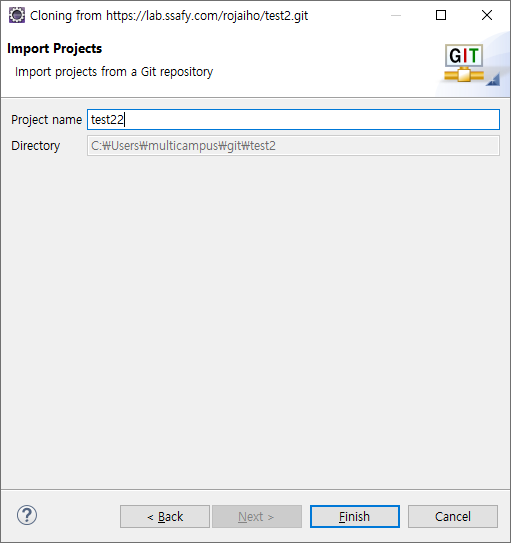 Cloning from https://lab.ssafy.com/rojaiho/test2.git
Import Projects
Import projects from a Git repository
GIT
Project name test22
Directory C:₩Users₩multicampus₩git₩test2
? < Back Next > Finish Cancel